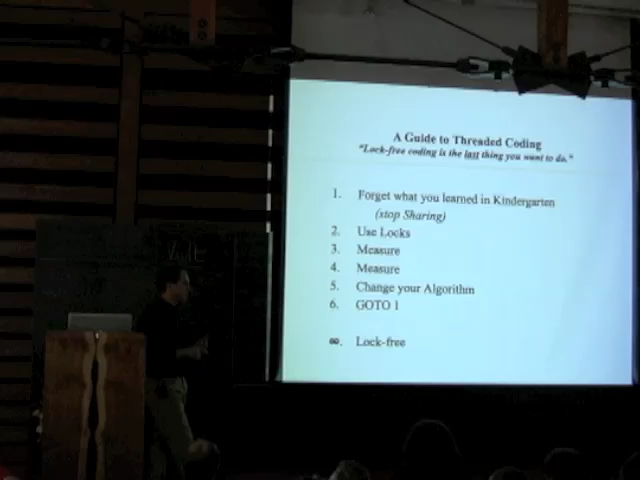 A Guide to Threaded Coding
"Lock-free coding is the last thing you want to do."
1. Forget what you learned in Kindergarten
(stop Sharing)
2. Use Locks
3. Measure
4. Measure
5. Change your Algorithm
6. GOTO 1
∞. Lock-free